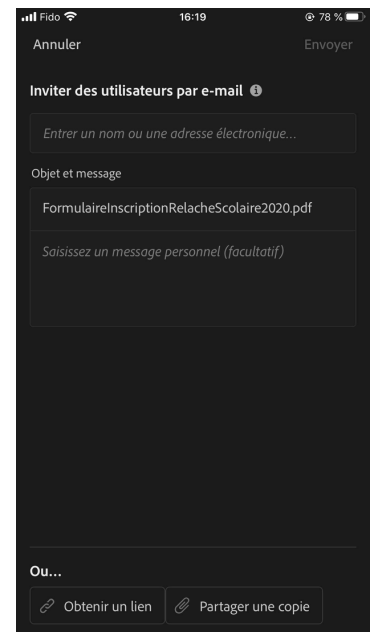 Fido 16:19 78 %
Annuler Envoyer
Inviter des utilisateurs par e-mail
Entrer un nom ou une adresse électronique...
Objet et message
FormulaireInscriptionRelacheScolaire2020.pdf
Saisissez un message personnel (facultatif)
Ou...
Obtenir un lien Partager une copie